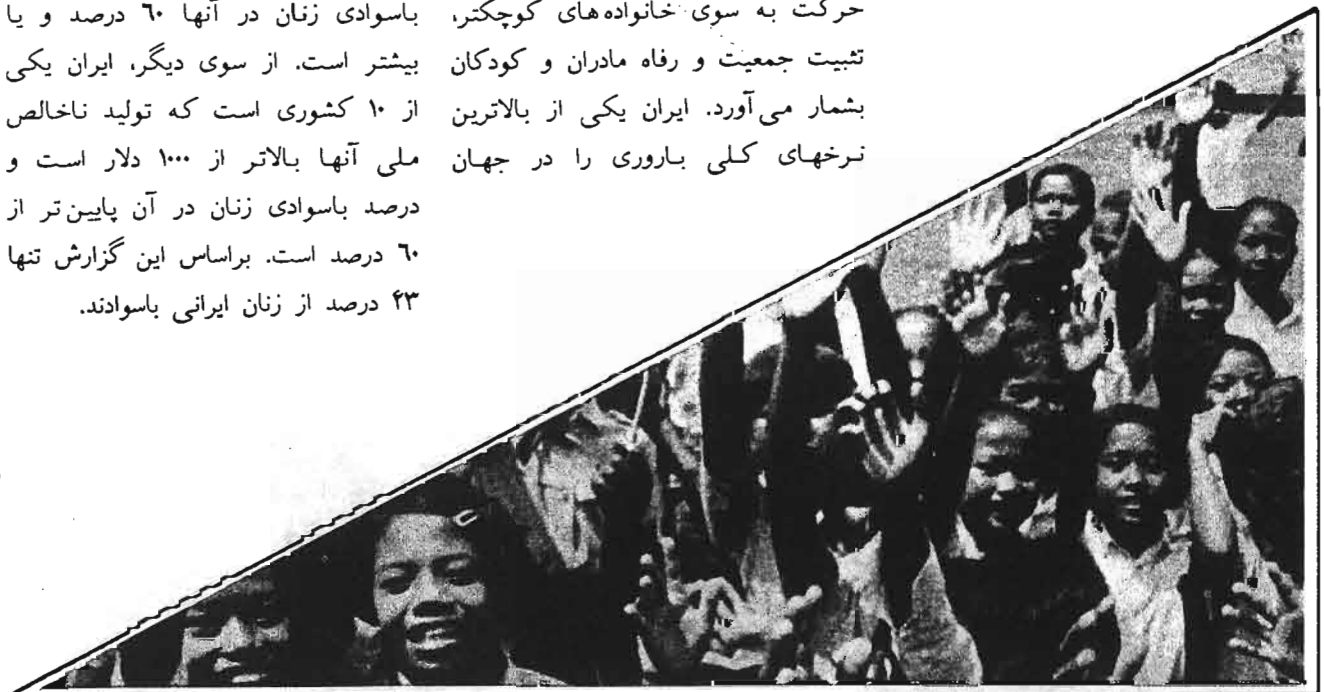 حرکت به سوی خانواده‌های کوچکتر،
تثبیت جمعیت و رفاه مادران و کودکان
بشمار می‌آورد. ایران یکی از بالاترین
نرخهای کلی باروری را در جهان
باسوادی زنان در آنها ٦٠ درصد و یا
بیشتر است. از سوی دیگر، ایران یکی
از ۱۰ کشوری است که تولید ناخالص
ملی آنها بالاتر از ۱۰۰۰ دلار است و
درصد باسوادی زنان در آن پایین‌تر از
٦٠ درصد است. براساس این گزارش تنها
۴۳ درصد از زنان ایرانی باسوادند.